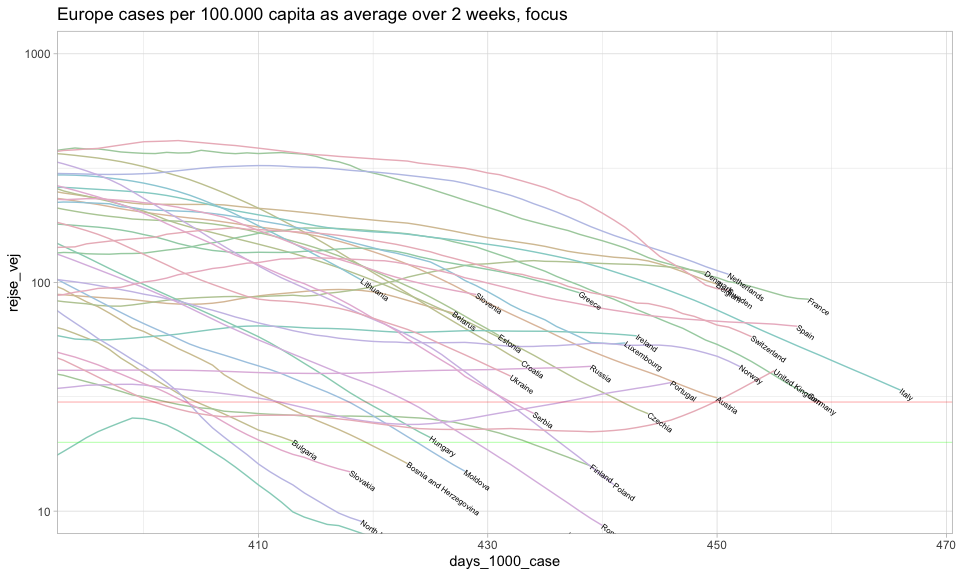 Europe cases per 100.000 capita as average over 2 weeks, focus
1000
100
10
rejse_vej
Netherlands
France
Lithuania
Slovenia
Greece
Belarus
Estonia
Ireland
Spain
Switzerland
Luxembourg
Croatia
Russia
Norway
United Kingdom
Germany
Italy
Ukraine
Portugal
Austria
Serbia
Czechia
Bulgaria
Hungary
Slovakia
Bosnia and Herzegovina
Moldova
Finland
Poland
North
Ron
410
430
450
470
days_1000_case